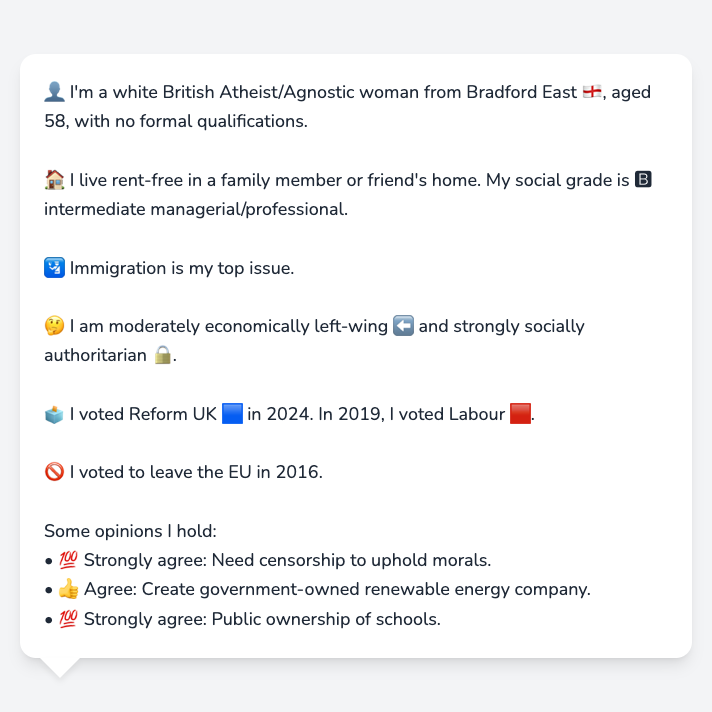 👤 I'm a white British Atheist/Agnostic woman from Bradford East 🏴󠁧󠁢󠁥󠁮󠁧󠁿, aged
58, with no formal qualifications.
🏠 I live rent-free in a family member or friend's home. My social grade is 🅱
intermediate managerial/professional.
🛂 Immigration is my top issue.
🤔 I am moderately economically left-wing ⬅️ and strongly socially
authoritarian 🔒.
🗳️ I voted Reform UK 🟦 in 2024. In 2019, I voted Labour 🟥.
🚫 I voted to leave the EU in 2016.
Some opinions I hold:
• 💯 Strongly agree: Need censorship to uphold morals.
• 👍 Agree: Create government-owned renewable energy company.
• 💯 Strongly agree: Public ownership of schools.